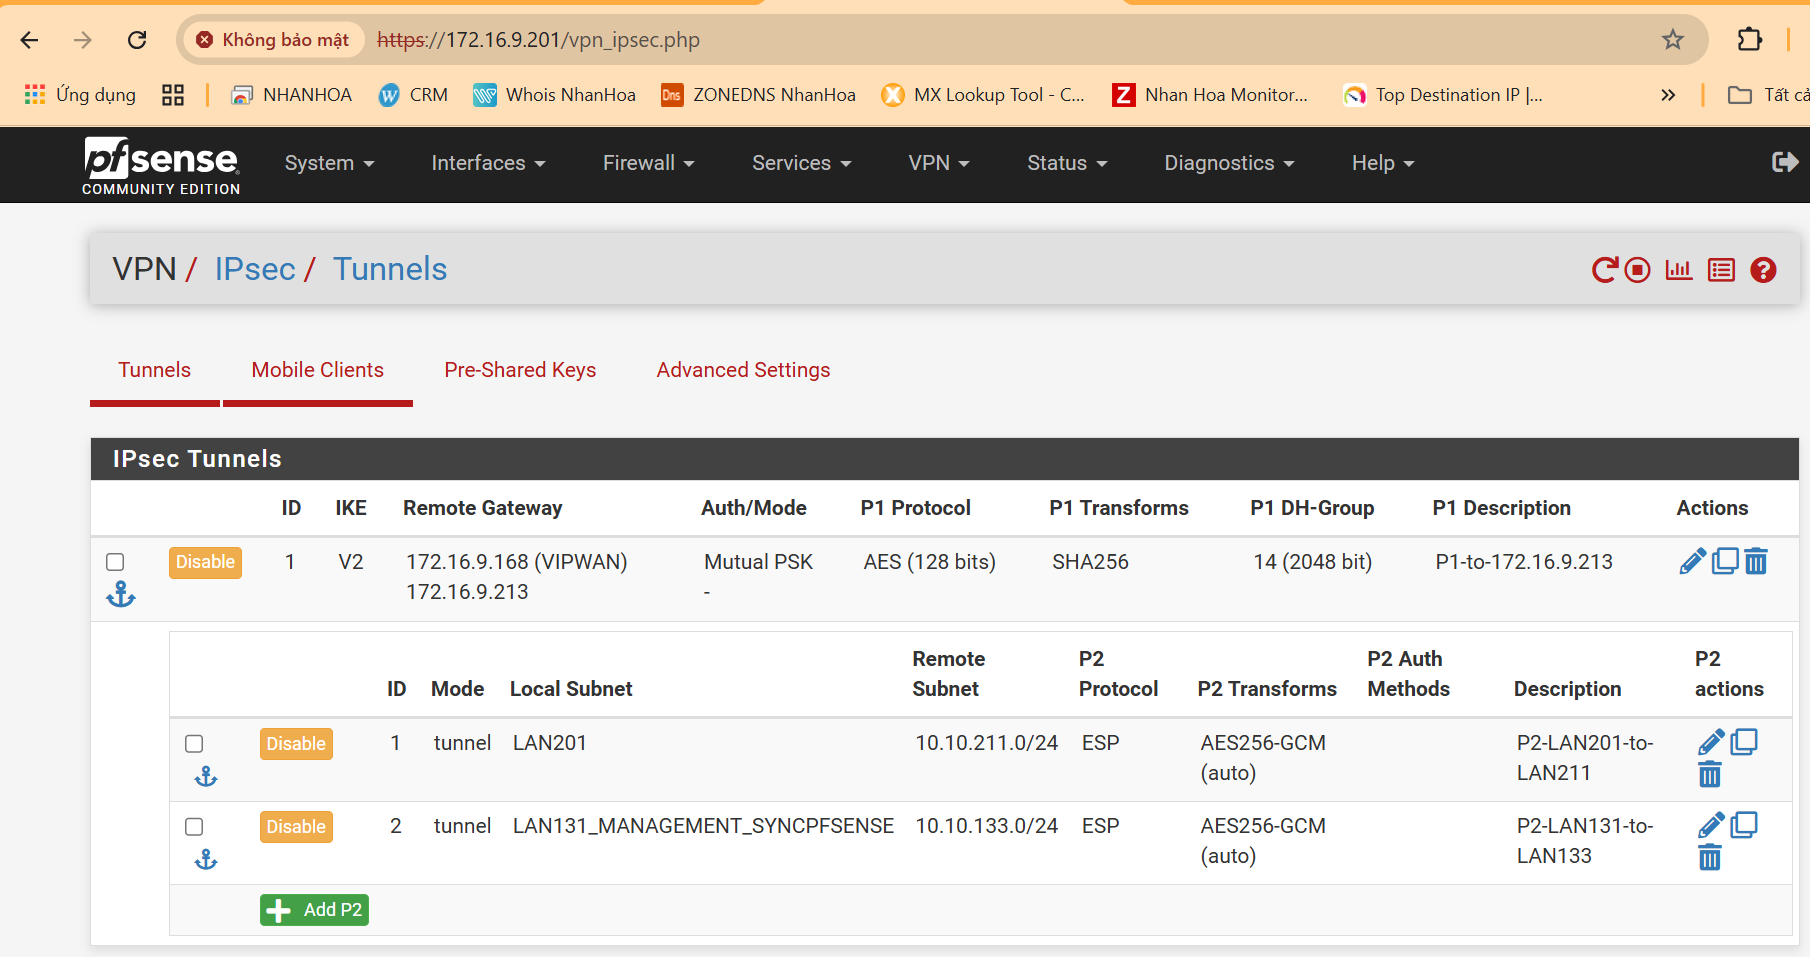 Không bảo mật https://172.16.9.201/vpn_ipsec.php
Ứng dụng NHANHOA CRM Whois NhanHoa Dns ZONEDNS NhanHoa MX Lookup Tool - C... Z Nhan Hoa Monitor... Top Destination IP |... » Tất cả
pfsense
COMMUNITY EDITION
System Interfaces Firewall Services VPN Status Diagnostics Help
VPN / IPsec / Tunnels
Tunnels Mobile Clients Pre-Shared Keys Advanced Settings
IPsec Tunnels
ID IKE Remote Gateway Auth/Mode P1 Protocol P1 Transforms P1 DH-Group P1 Description Actions
Disable 1 V2 172.16.9.168 (VIPWAN) Mutual PSK AES (128 bits) SHA256 14 (2048 bit) P1-to-172.16.9.213
172.16.9.213 -
Remote P2 P2 Auth P2
ID Mode Local Subnet Subnet Protocol P2 Transforms Methods Description actions
Disable 1 tunnel LAN201 10.10.211.0/24 ESP AES256-GCM P2-LAN201-to-
(auto) LAN211
Disable 2 tunnel LAN131_MANAGEMENT_SYNCPFSENSE 10.10.133.0/24 ESP AES256-GCM P2-LAN131-to-
(auto) LAN133
Add P2